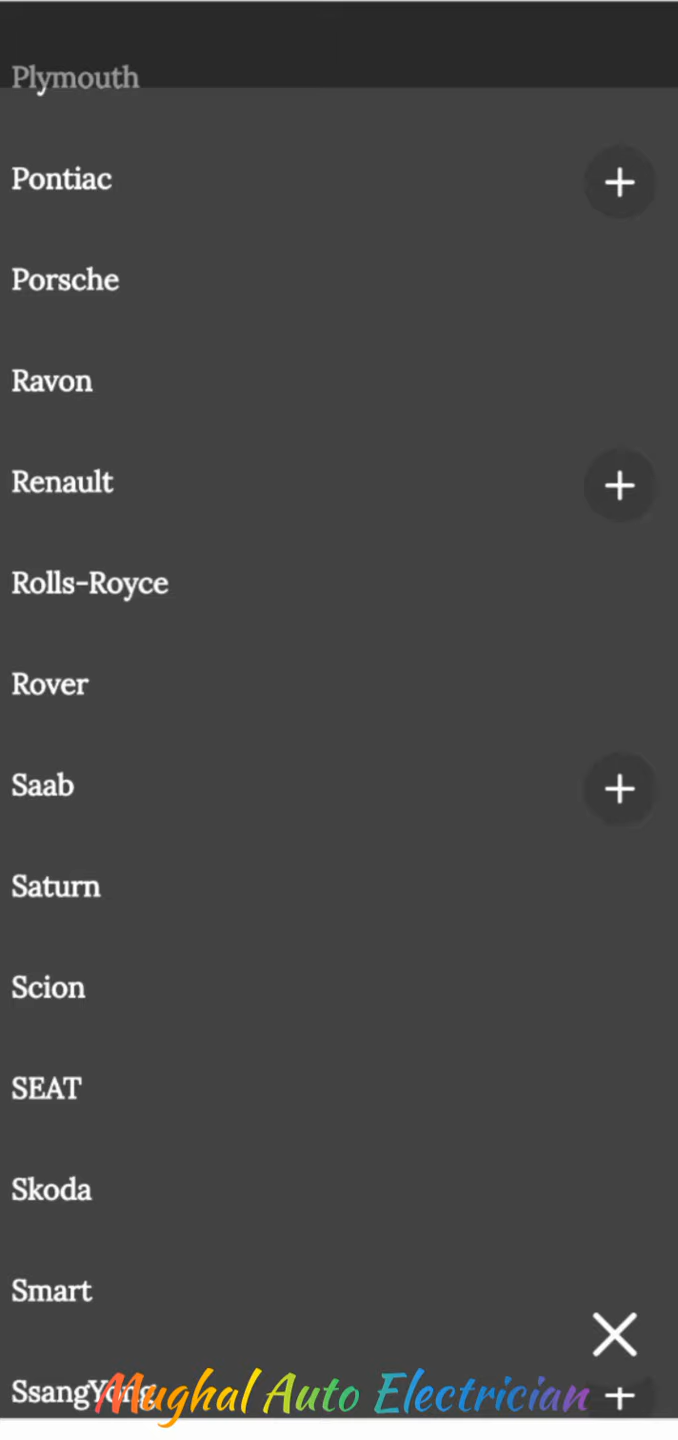 Plymouth
Pontiac
Porsche
Ravon
Renault
Rolls-Royce
Rover
Saab
Saturn
Scion
SEAT
Skoda
Smart
SsangYong
Mughal Auto Electrician